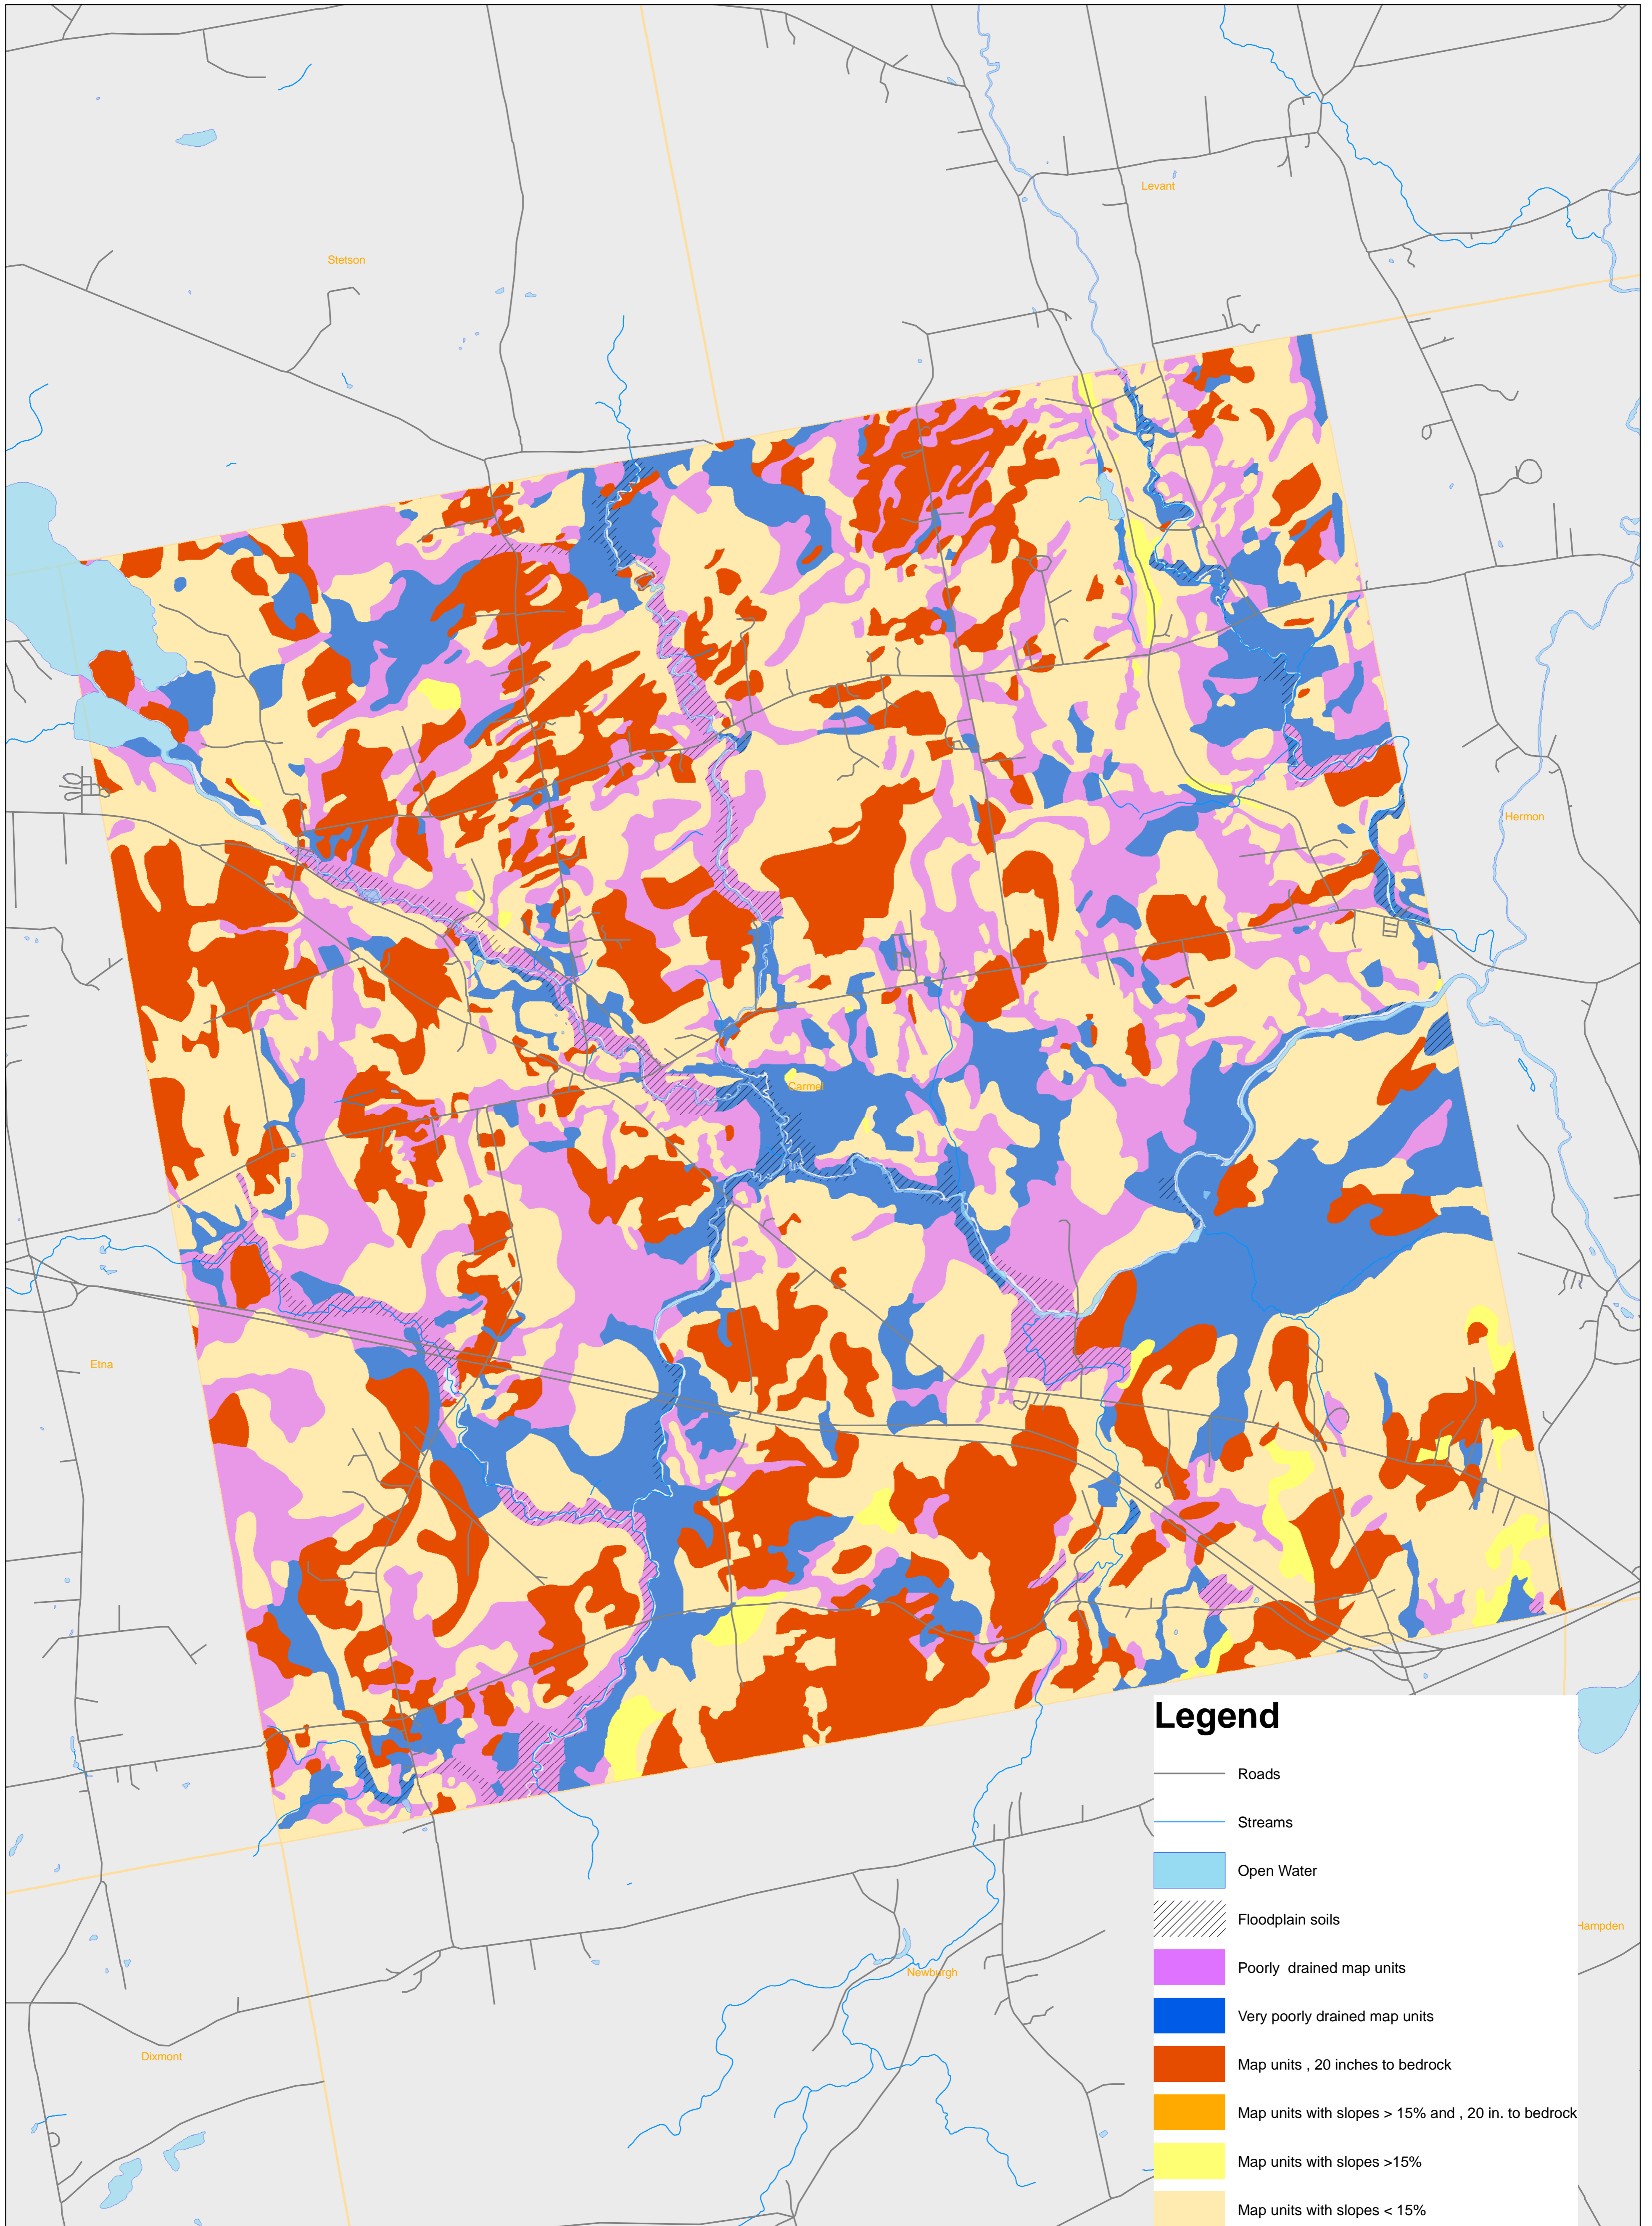 Levant
Stetson
Hermon
Carmel
Etna
Legend
Roads
Streams
Open Water
Floodplain soils
Hampden
Poorly  drained map units
Newburgh
Very poorly drained map units
Dixmont
Map units , 20 inches to bedrock
Map units with slopes > 15% and , 20 in. to bedrock
Map units with slopes >15%
Map units with slopes < 15%